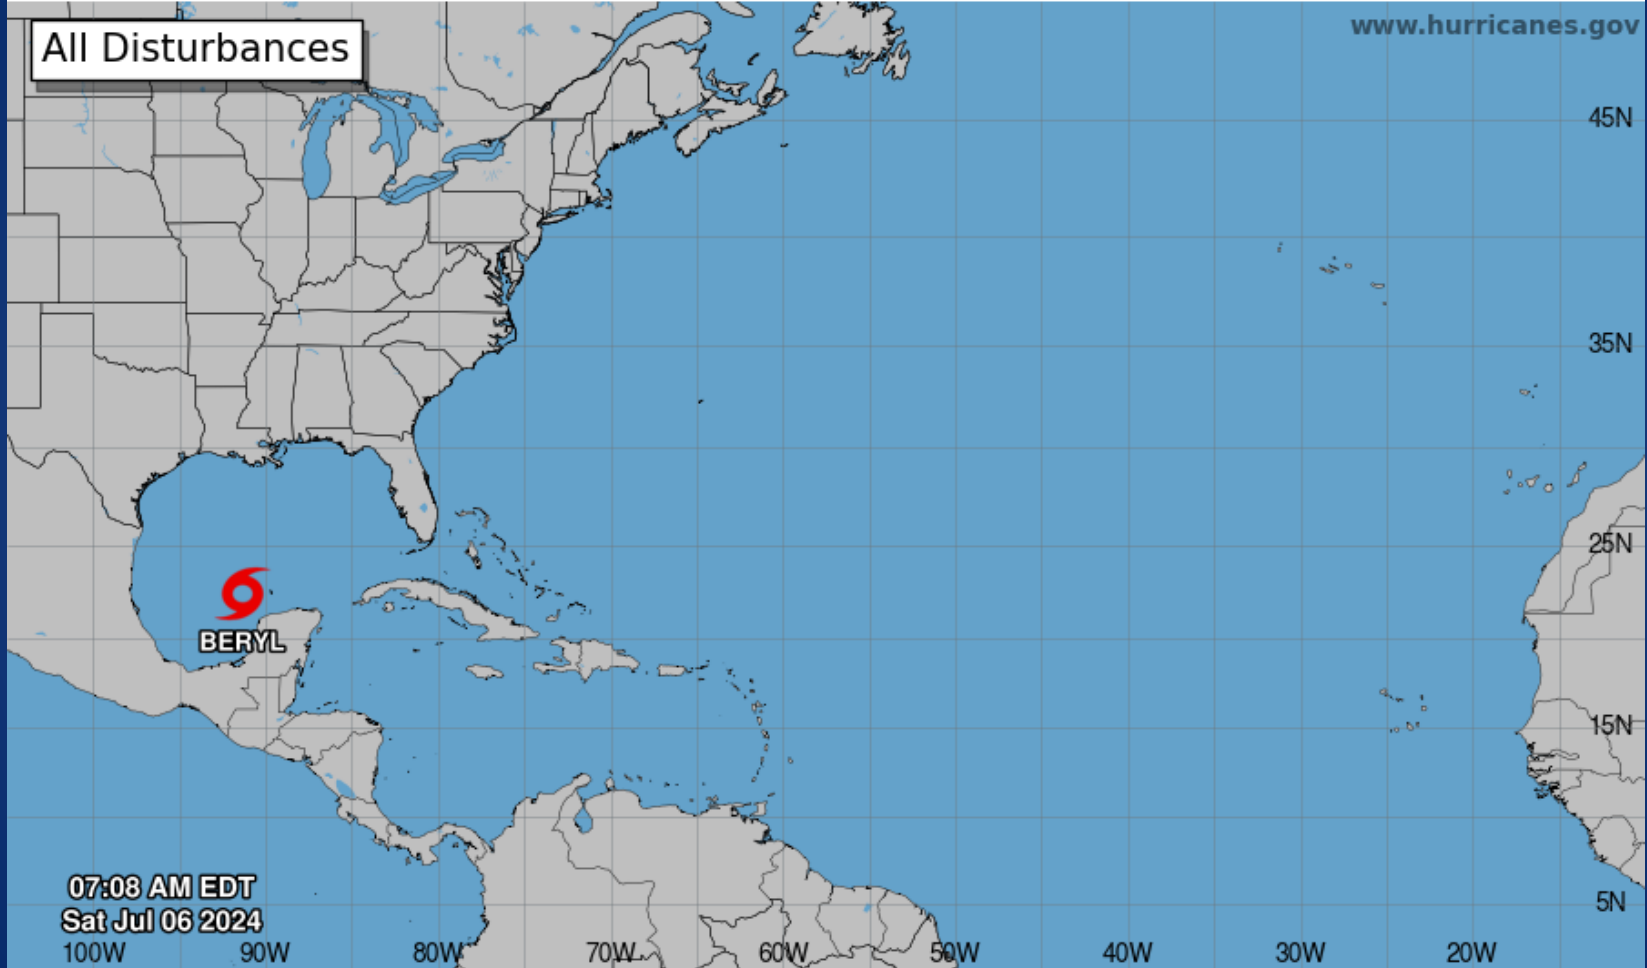 All Disturbances
www.hurricanes.gov
45N
35N
25N
BERYL
15N
07:08 AM EDT
Sat Jul 06 2024
5N
100W 90W 80W 70W 60W 50W 40W 30W 20W